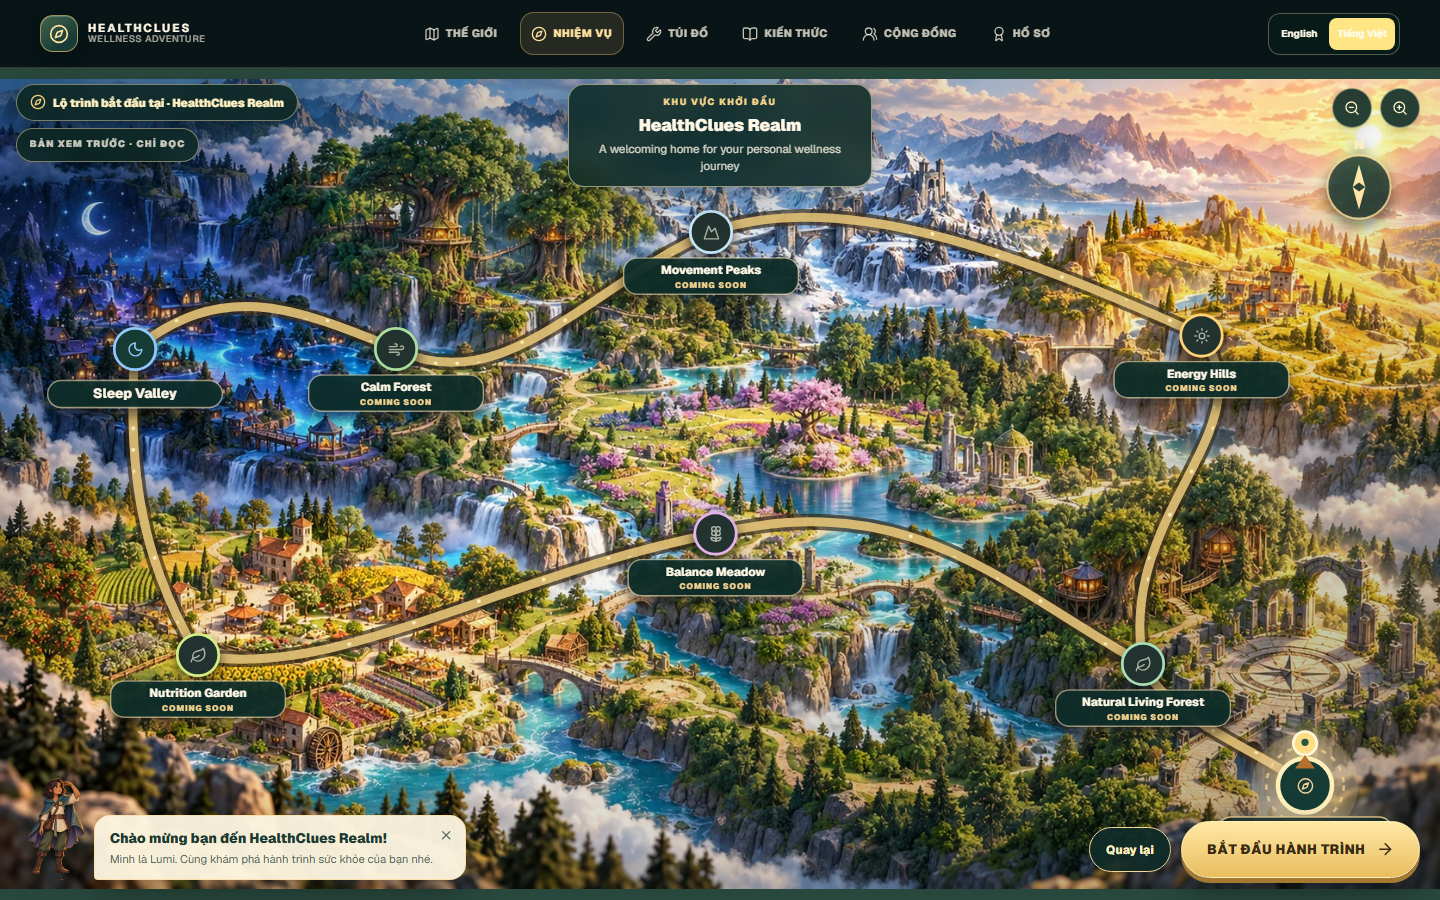 HEALTHCLUES
WELLNESS ADVENTURE
THẾ GIỚI
NHIỆM VỤ
TÚI ĐỒ
KIẾN THỨC
CỘNG ĐỒNG
HỒ SƠ
English
Tiếng Việt
Lộ trình bắt đầu tại · HealthClues Realm
BẢN XEM TRƯỚC · CHỈ ĐỌC
KHU VỰC KHỞI ĐẦU
HealthClues Realm
A welcoming home for your personal wellness
journey
N
Movement Peaks
COMING SOON
Sleep Valley
Calm Forest
COMING SOON
Energy Hills
COMING SOON
Balance Meadow
COMING SOON
Nutrition Garden
COMING SOON
Natural Living Forest
COMING SOON
Chào mừng bạn đến HealthClues Realm!
Mình là Lumi. Cùng khám phá hành trình sức khỏe của bạn nhé.
Quay lại
BẮT ĐẦU HÀNH TRÌNH